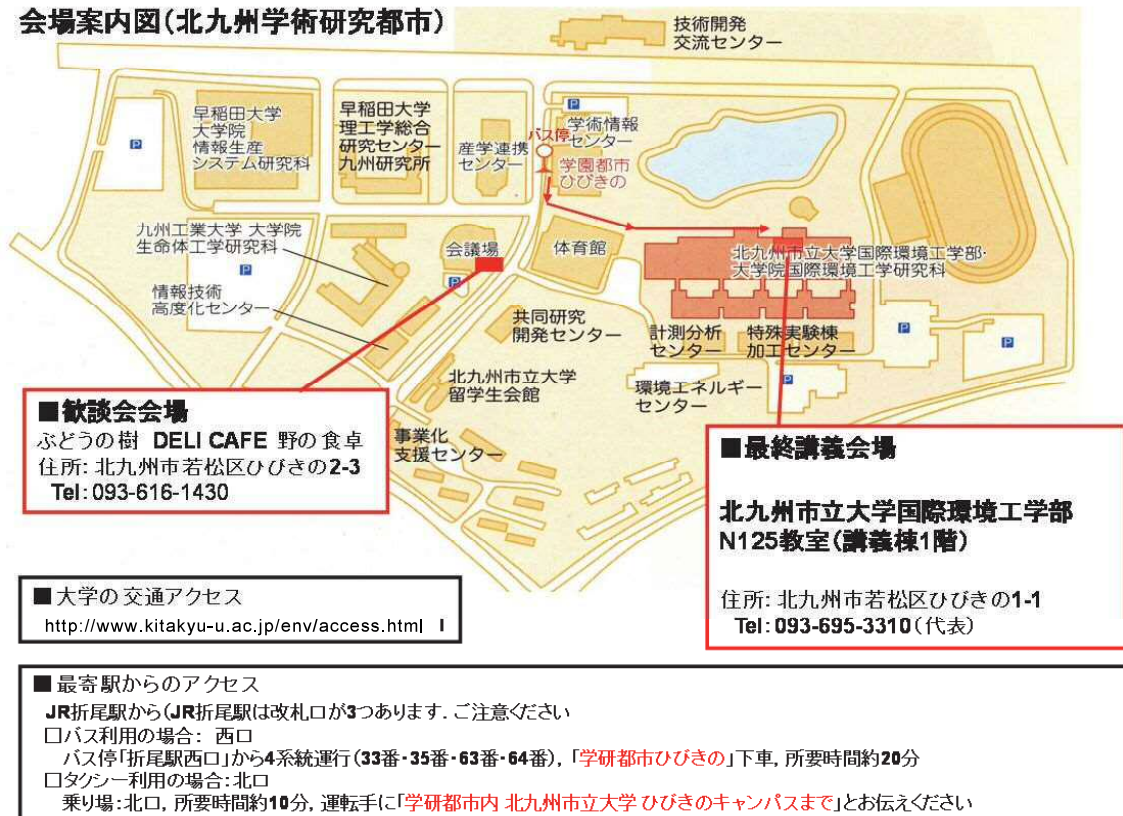 会場案内図(北九州学術研究都市)
技術開発
交流センター
早稲田大学
大学院
情報生産
システム研究科
早稲田大学
理工学総合
研究センター
九州研究所
産学連携
センター
P
学術情報
センター
バス停
学園都市
ひびきの
P
九州工業大学 大学院
生命体工学研究科
P
会議場
P
体育館
北九州市立大学国際環境工学部・
大学院国際環境工学研究科
情報技術
高度化センター
共同研究
開発センター
計測分析
センター
特殊実験棟
加工センター
P
P
北九州市立大学
留学生会館
環境エネルギー
センター
P
事業化
支援センター
■歓談会会場
ぶどうの樹 DELI CAFE 野の食卓
住所: 北九州市若松区ひびきの2-3
Tel:093-616-1430
■最終講義会場
北九州市立大学国際環境工学部
N125教室(講義棟1階)
住所: 北九州市若松区ひびきの1-1
Tel:093-695-3310(代表)
■大学の交通アクセス
http://www.kitakyu-u.ac.jp/env/access.html
■最寄駅からのアクセス
JR折尾駅から(JR折尾駅は改札口が3つあります. ご注意ください
□バス利用の場合: 西口
バス停「折尾駅西口」から4系統運行(33番・35番・63番・64番), 「学研都市ひびきの」下車, 所要時間約20分
□タクシー利用の場合:北口
乗り場:北口, 所要時間約10分, 運転手に「学研都市内 北九州市立大学 ひびきのキャンパスまで」とお伝えください